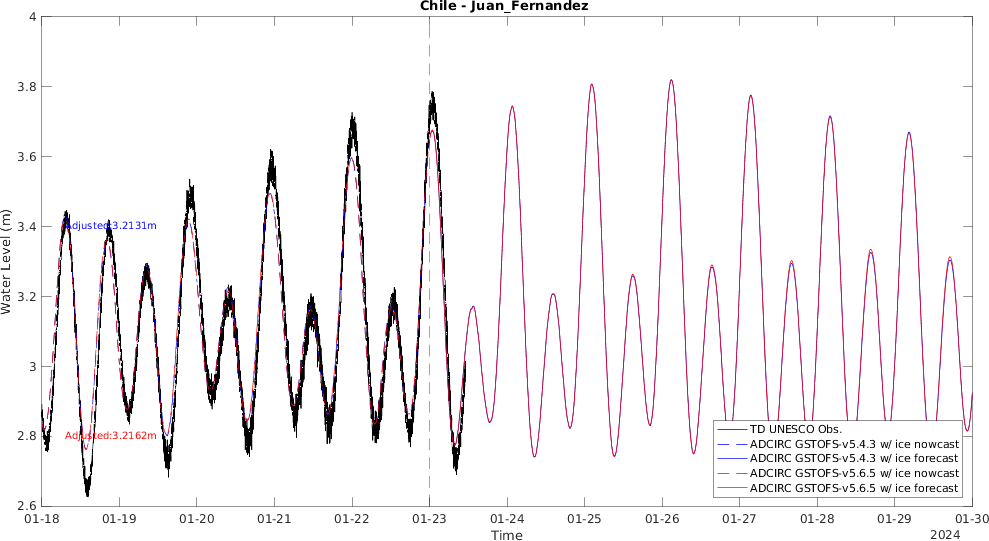 Chile - Juan_Fernandez
4
3.8
3.6
3.4
3.2
3
2.8
2.6
Water Level (m)
Adjusted:3.2131m
Adjusted:3.2162m
TD UNESCO Obs.
ADCIRC GSTOFS-v5.4.3 w/ ice nowcast
ADCIRC GSTOFS-v5.4.3 w/ ice forecast
ADCIRC GSTOFS-v5.6.5 w/ ice nowcast
ADCIRC GSTOFS-v5.6.5 w/ ice forecast
01-18 01-19 01-20 01-21 01-22 01-23 01-24 01-25 01-26 01-27 01-28 01-29 01-30
Time
2024